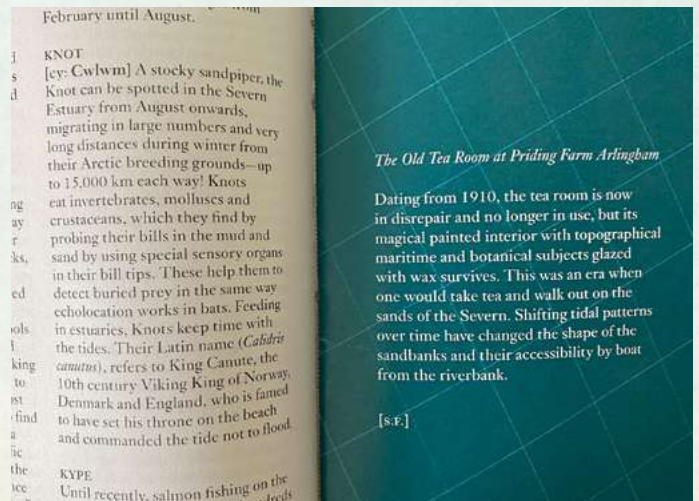 February until August.
KNOT
[cy: Cwlwm] A stocky sandpiper, the
Knot can be spotted in the Severn
Estuary from August onwards,
migrating in large numbers and very
long distances during winter from
their Arctic breeding grounds—up
to 15,000 km each way! Knots
eat invertebrates, molluscs and
crustaceans, which they find by
probing their bills in the mud and
sand by using special sensory organs
in their bill tips. These help them to
detect buried prey in the same way
echolocation works in bats. Feeding
in estuaries, Knots keep time with
the tides. Their Latin name (Calidris
canutus), refers to King Canute, the
10th century Viking King of Norway,
Denmark and England, who is famed
to have set his throne on the beach
and commanded the tide not to flood.
KYPE
Until recently, salmon fishing on the
The Old Tea Room at Priding Farm Arlingham
Dating from 1910, the tea room is now
in disrepair and no longer in use, but its
magical painted interior with topographical
maritime and botanical subjects glazed
with wax survives. This was an era when
one would take tea and walk out on the
sands of the Severn. Shifting tidal patterns
over time have changed the shape of the
sandbanks and their accessibility by boat
from the riverbank.
[S.F.]